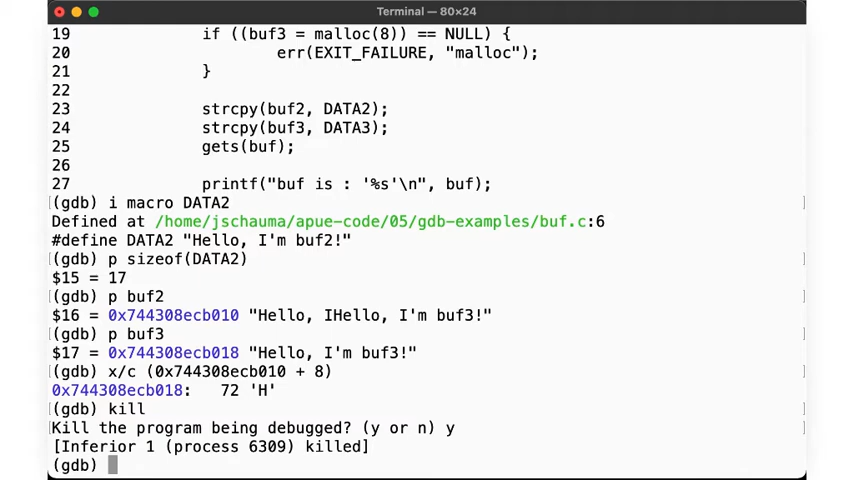 Terminal — 80×24
19 if ((buf3 = malloc(8)) == NULL) {
20 err(EXIT_FAILURE, "malloc");
21 }
22
23 strcpy(buf2, DATA2);
24 strcpy(buf3, DATA3);
25 gets(buf);
26
27 printf("buf is : '%s'\n", buf);
(gdb) i macro DATA2
Defined at /home/jschauma/apue-code/05/gdb-examples/buf.c:6
#define DATA2 "Hello, I'm buf2!"
(gdb) p sizeof(DATA2)
$15 = 17
(gdb) p buf2
$16 = 0x744308ecb010 "Hello, IHello, I'm buf3!"
(gdb) p buf3
$17 = 0x744308ecb018 "Hello, I'm buf3!"
(gdb) x/c (0x744308ecb010 + 8)
0x744308ecb018: 72 'H'
(gdb) kill
Kill the program being debugged? (y or n) y
[Inferior 1 (process 6309) killed]
(gdb)